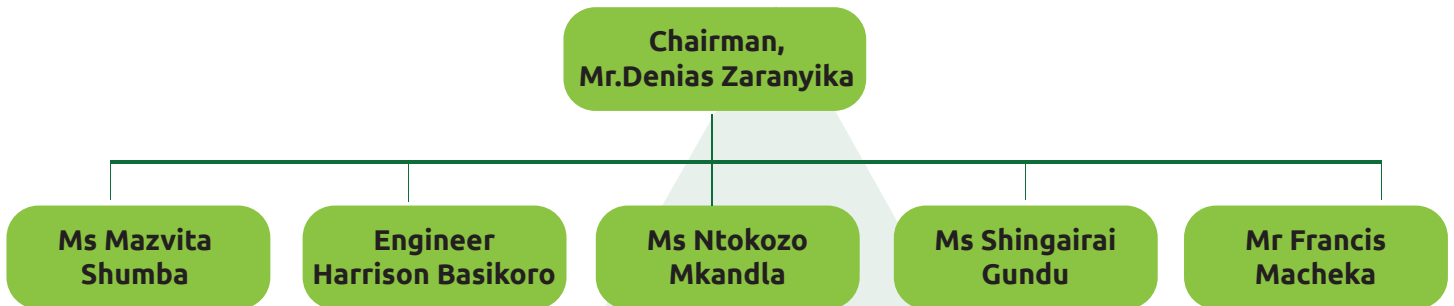 Chairman,
Mr.Denias Zaranyika
Ms Mazvita
Shumba
Engineer
Harrison Basikoro
Ms Ntokozo
Mkandla
Ms Shingairai
Gundu
Mr Francis
Macheka